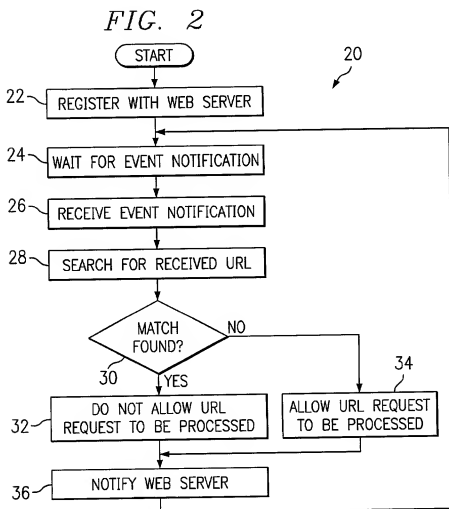 FIG. 2
START
20
22
REGISTER WITH WEB SERVER
24
WAIT FOR EVENT NOTIFICATION
26
RECEIVE EVENT NOTIFICATION
28
SEARCH FOR RECEIVED URL
MATCH
FOUND?
NO
30
YES
34
32
DO NOT ALLOW URL
REQUEST TO BE PROCESSED
ALLOW URL REQUEST
TO BE PROCESSED
36
NOTIFY WEB SERVER